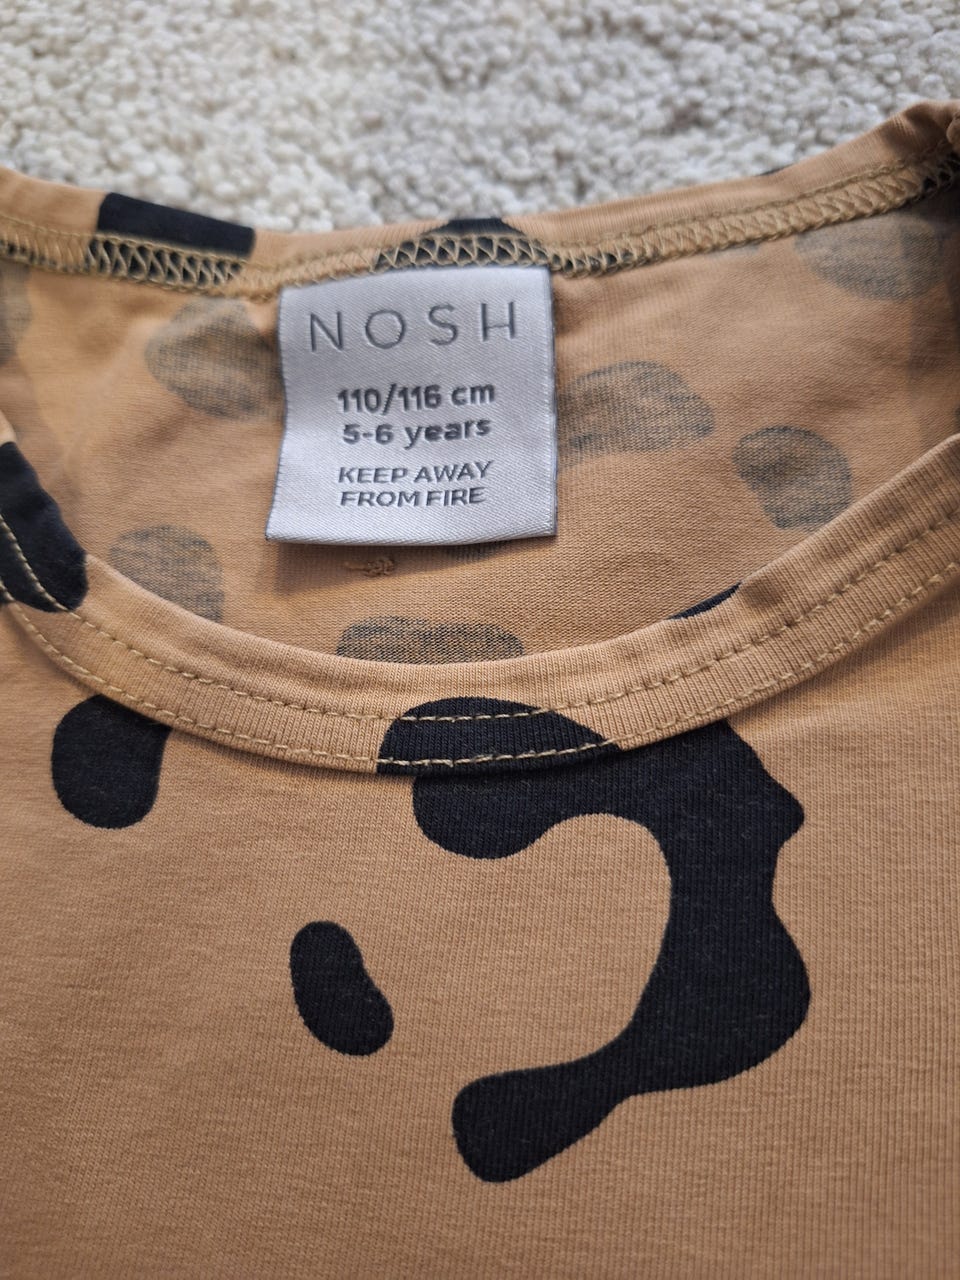 NOSH
110/116 cm
5-6 years
KEEP AWAY
FROM FIRE